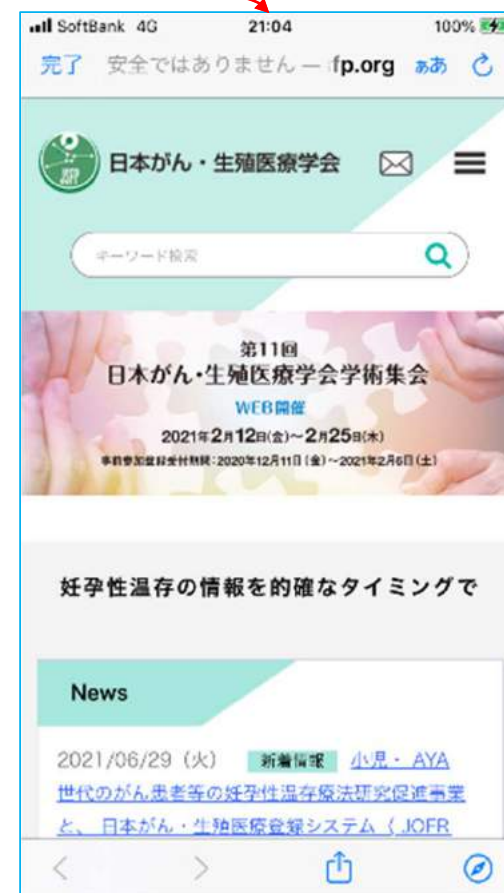 SoftBank 4G 21:04 100%
完了 安全ではありません — fp.org ああ
JSFP
日本がん・生殖医療学会
キーワード検索
第11回
日本がん・生殖医療学会学術集会
WEB開催
2021年2月12日(金)~2月25日(木)
事前参加登録受付期間:2020年12月11日(金)~2021年2月6日(土)
妊孕性温存の情報を的確なタイミングで
News
2021/06/29(火) 新着情報 小児・ AYA
世代のがん患者等の妊孕性温存療法研究促進事業
と、 日本がん・生殖医療登録システム ( JOFR